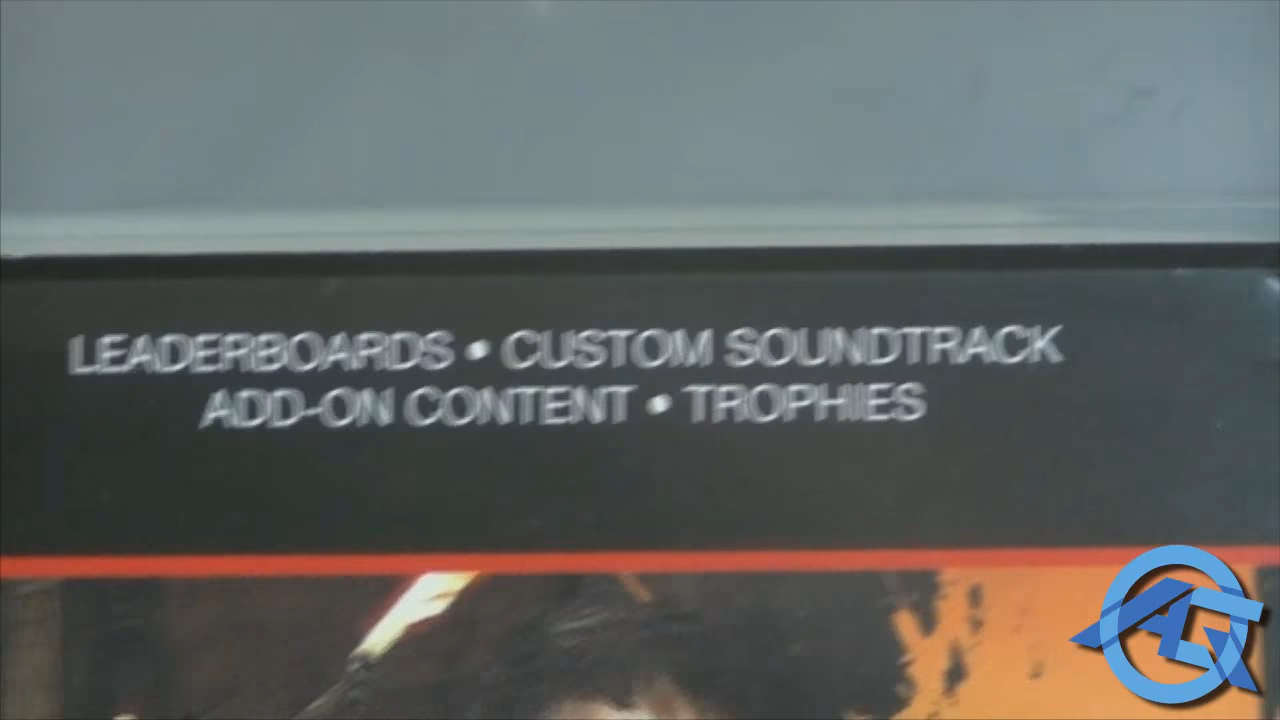 LEADERBOARDS • CUSTOM SOUNDTRACK
ADD-ON CONTENT • TROPHIES